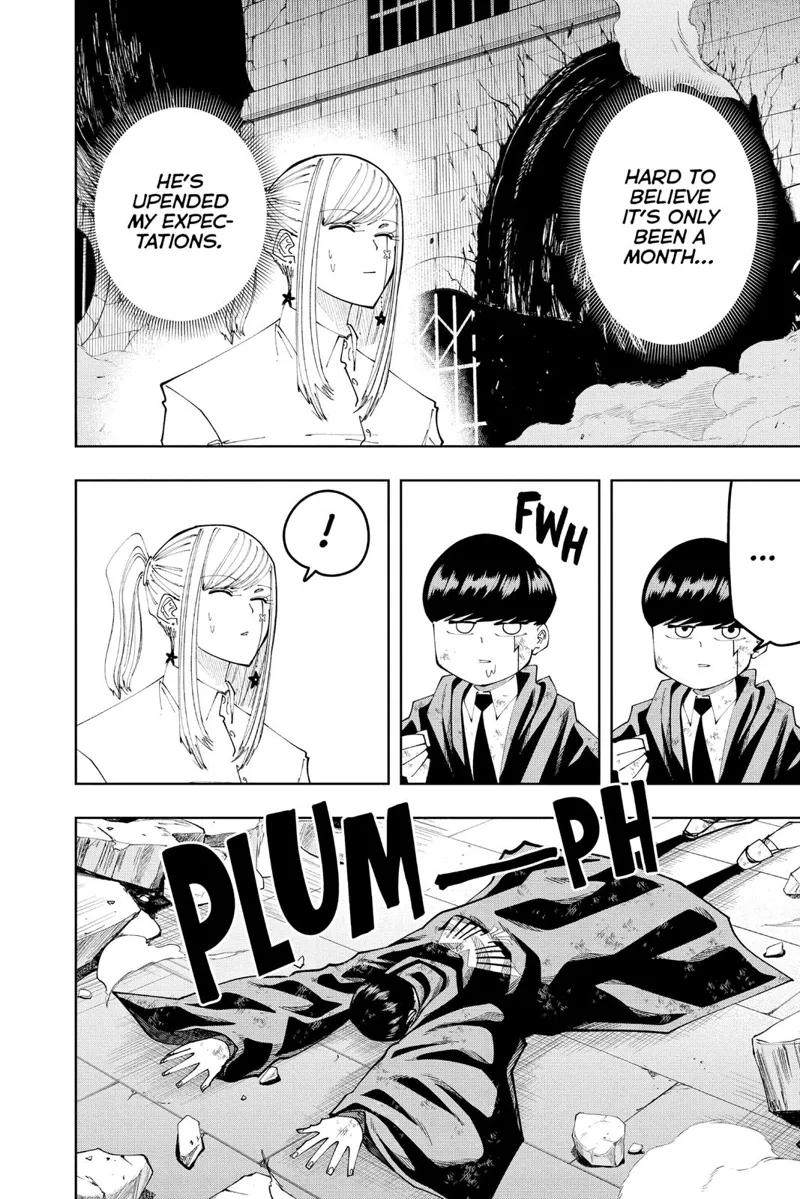 HARD TO
BELIEVE
IT'S ONLY
BEEN A
MONTH...
HE'S
UPENDED
MY EXPEC-
TATIONS.
...
FWH
!
PLUM—PH